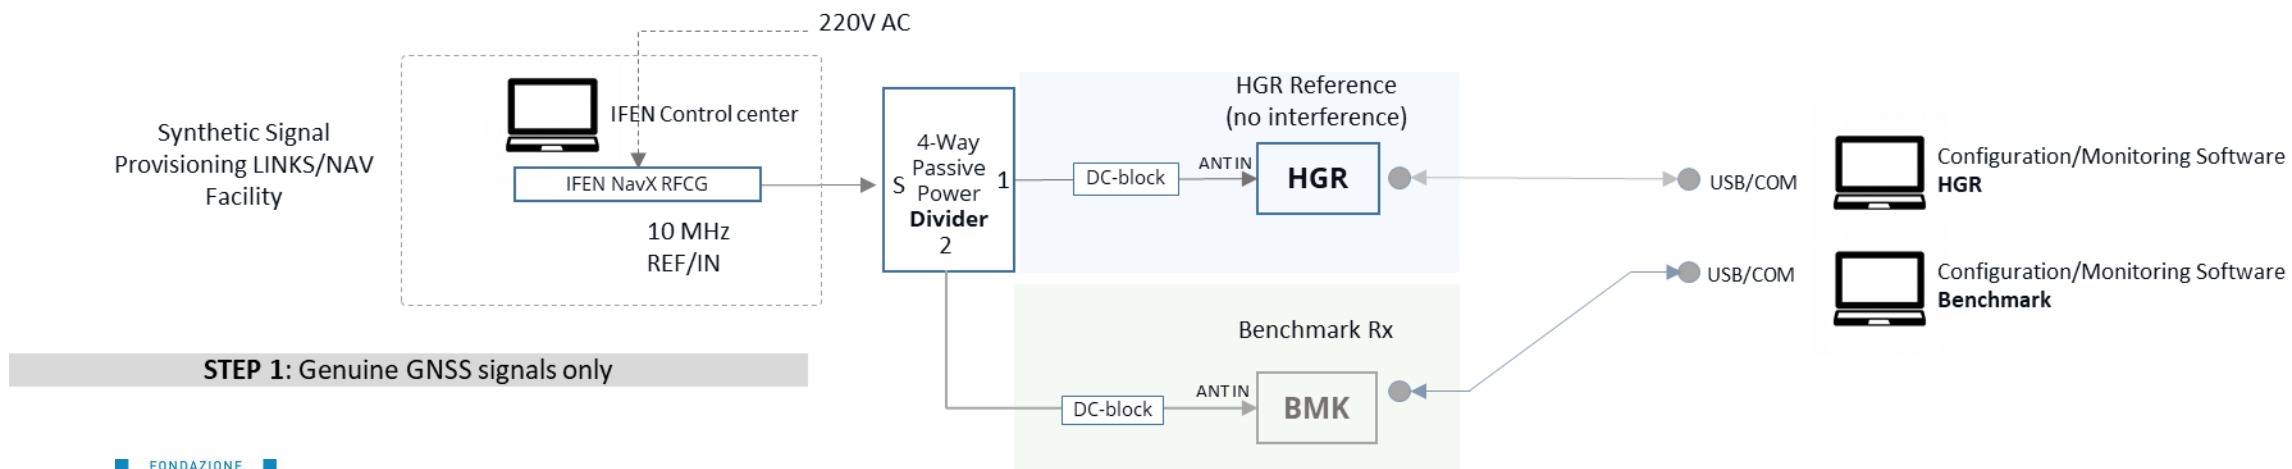 220V AC
IFEN Control center
Synthetic Signal
Provisioning LINKS/NAV
Facility
IFEN NavX RFCG
10 MHz
REF/IN
S
4-Way
Passive
Power
Divider
1
2
HGR Reference
(no interference)
DC-block
ANT IN
HGR
USB/COM
Configuration/Monitoring Software
HGR
USB/COM
Configuration/Monitoring Software
Benchmark
Benchmark Rx
DC-block
ANT IN
BMK
STEP 1: Genuine GNSS signals only
FONDAZIONE